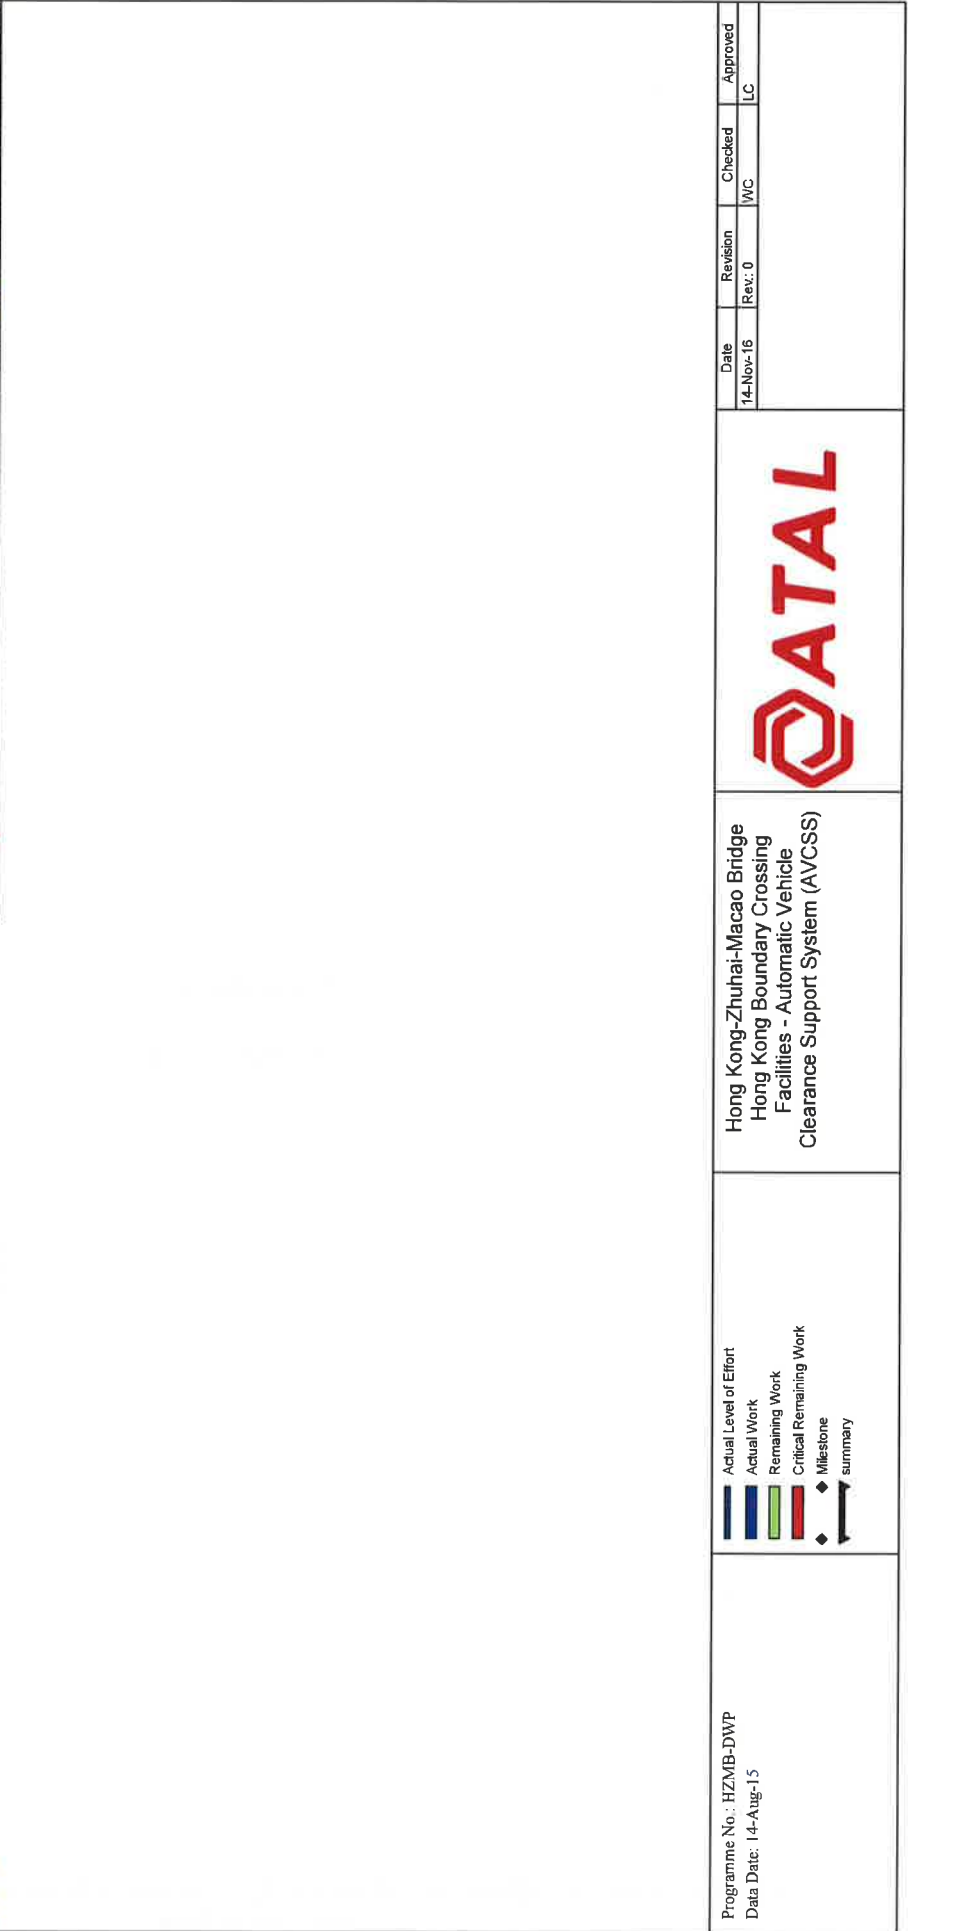 Programme No.: HZMB-DWP
Data Date: 14-Aug-15
Actual Level of Effort
Actual Work
Remaining Work
Critical Remaining Work
Milestone
summary
Hong Kong-Zhuhai-Macao Bridge
Hong Kong Boundary Crossing
Facilities - Automatic Vehicle
Clearance Support System (AVCSS)
ATAL
Date Revision Checked Approved
14-Nov-16 Rev.: 0 WC LC